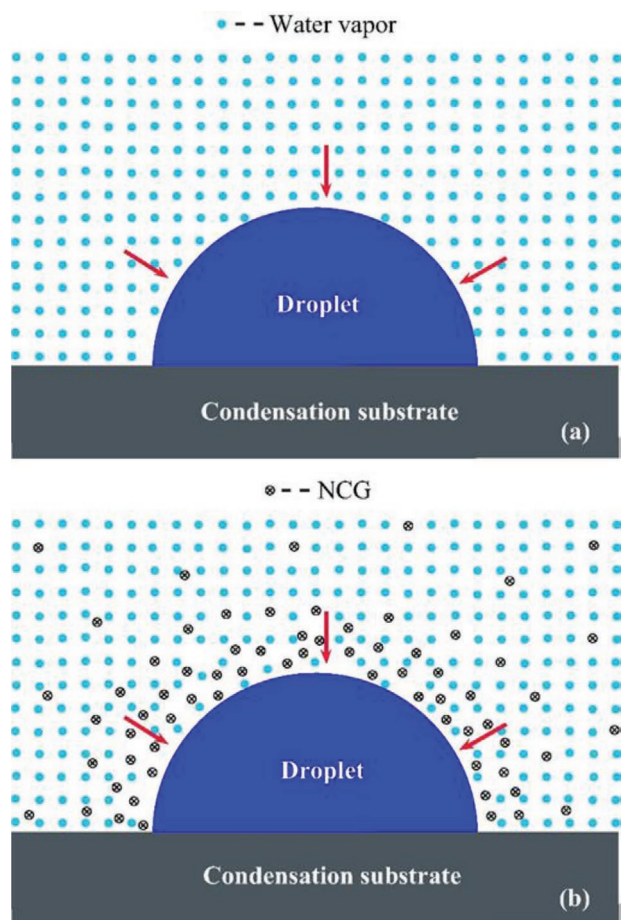 -- Water vapor
Droplet
Condensation substrate
(a)
-- NCG
Droplet
Condensation substrate
(b)